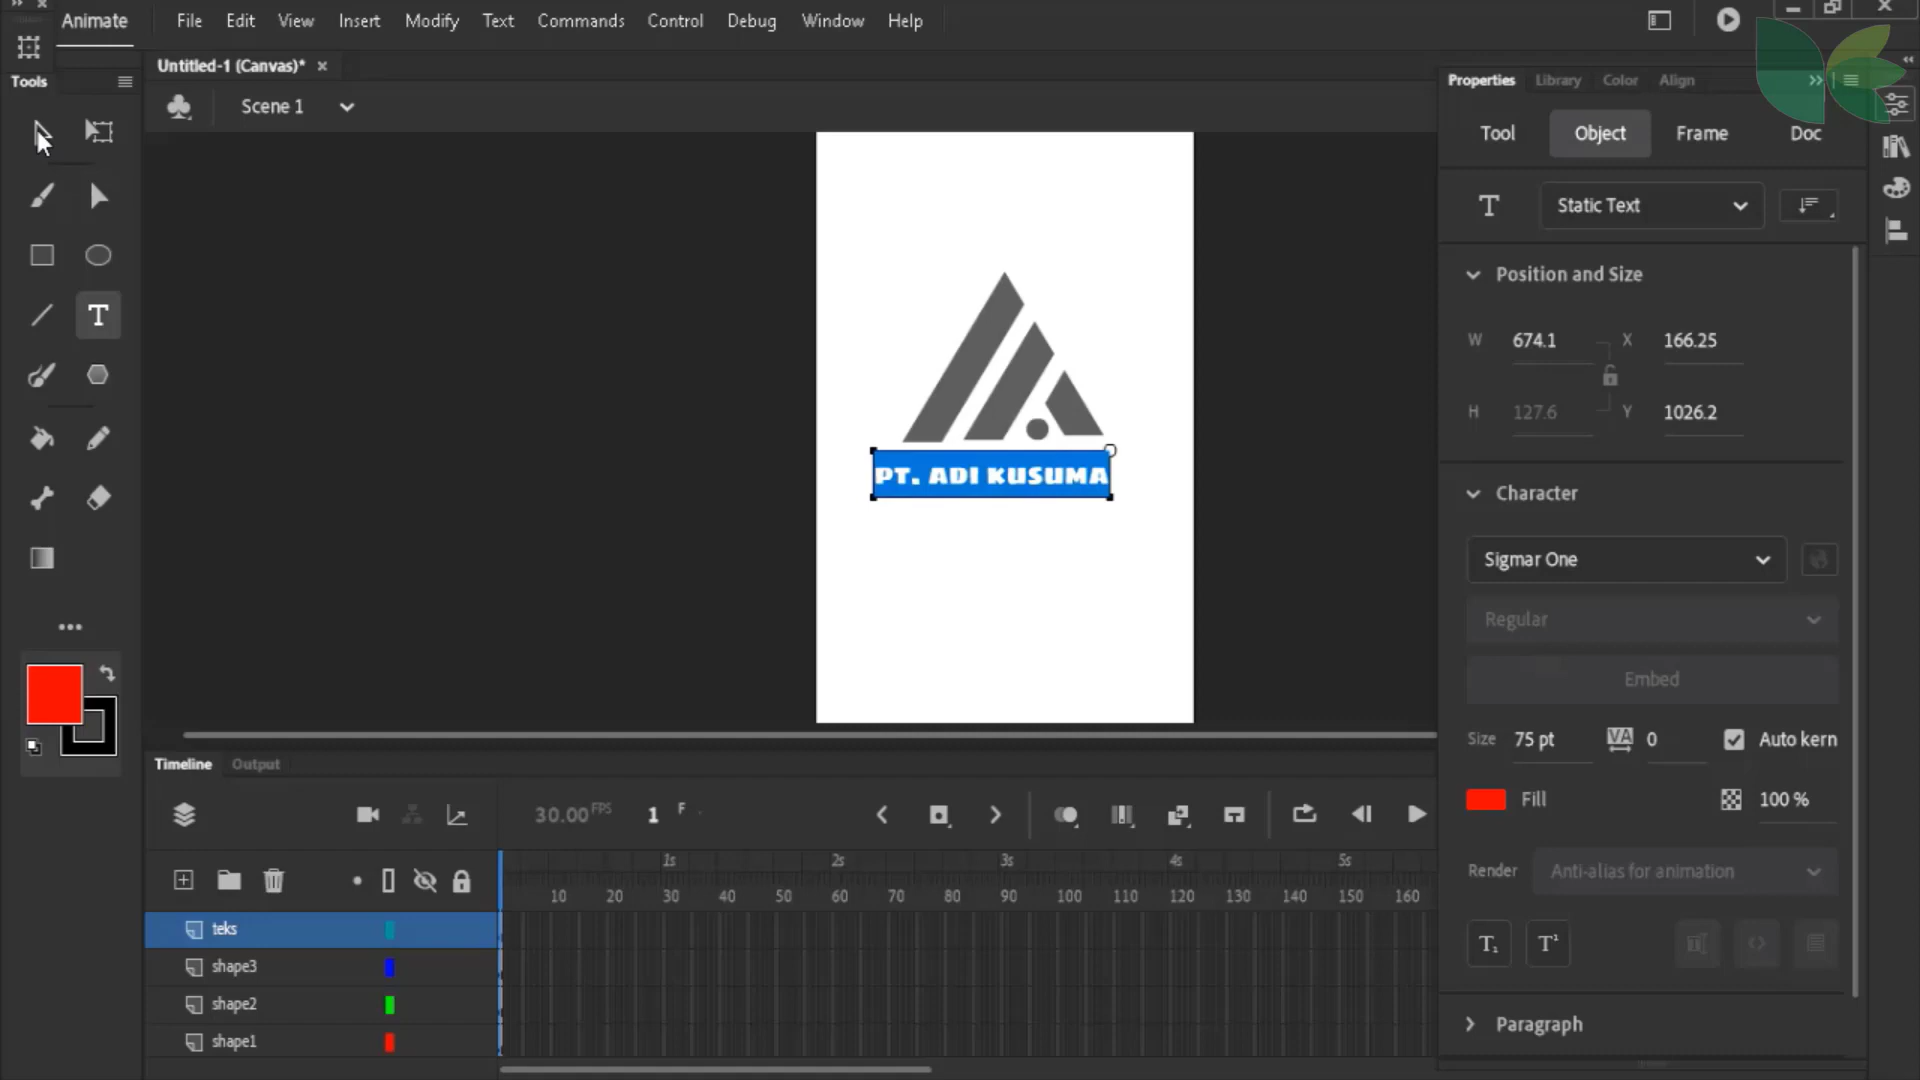 Animate
File Edit View Insert Modify Text Commands Control Debug Window Help
Tools
Untitled-1 (Canvas)*
Scene 1
PT. ADI KUSUMA
Properties Library Color Align
Tool Object Frame Doc
T Static Text
Position and Size
W 674.1 X 166.25
H 127.6 Y 1026.2
Character
Sigmar One
Regular
Embed
Size 75 pt VA 0 Auto kern
Fill 100 %
Render Anti-alias for animation
T₁ T¹
Paragraph
Timeline Output
30.00 FPS 1 F
1s 2s 3s 4s 5s
10 20 30 40 50 60 70 80 90 100 110 120 130 140 150 160
teks
shape3
shape2
shape1